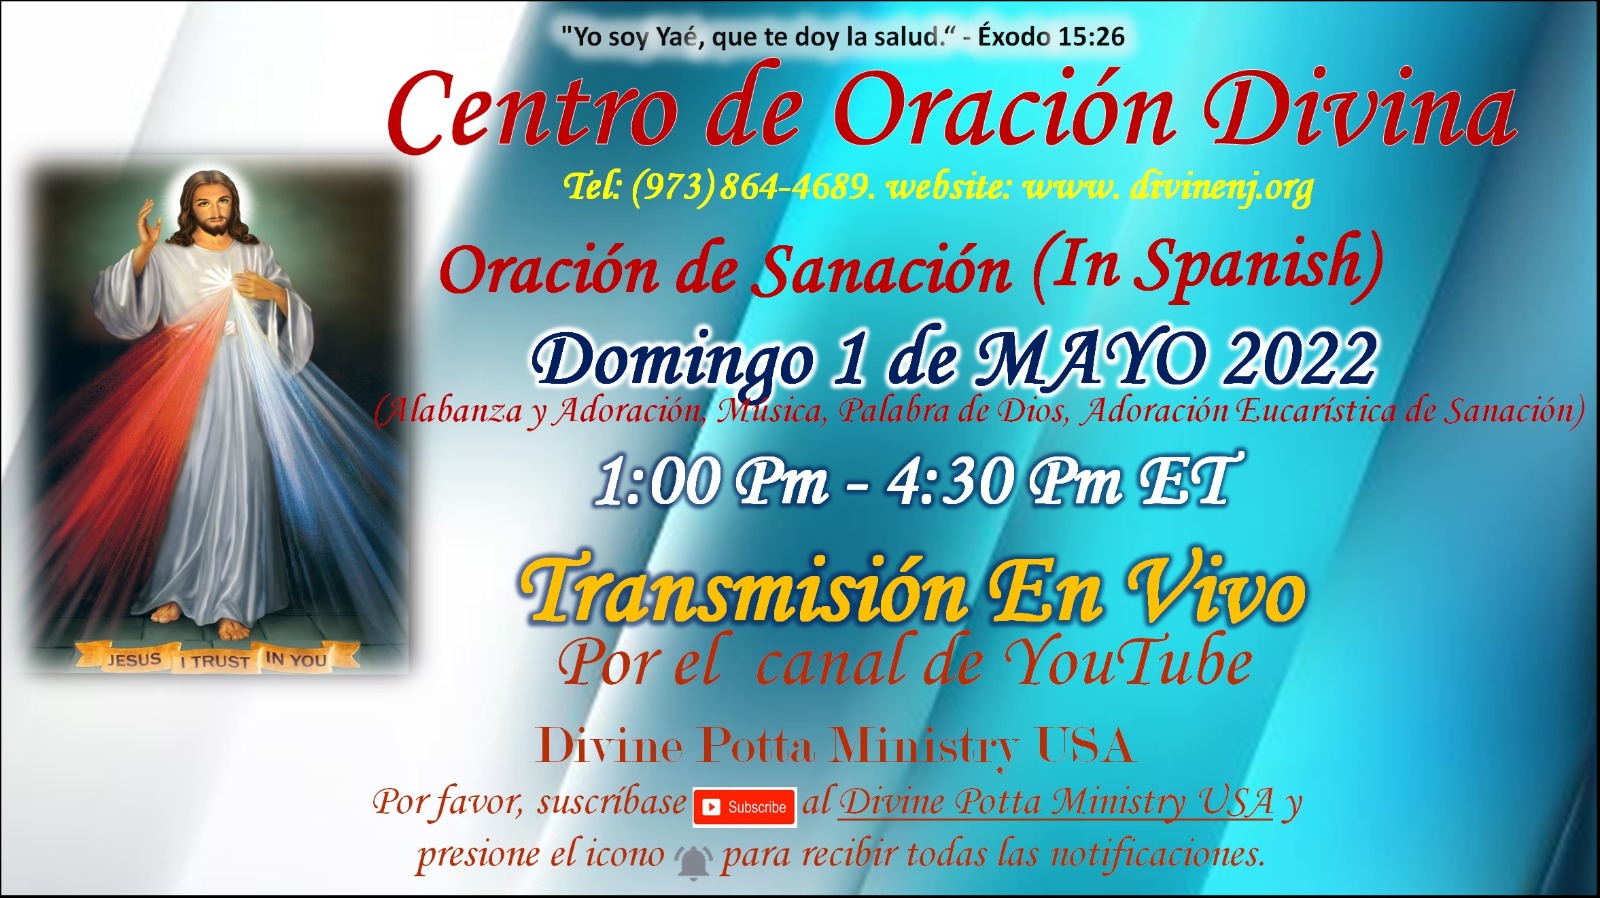 "Yo soy Yaé, que te doy la salud.“ - Éxodo 15:26
Centro de Oración Divina
Tel: (973) 864-4689. website: www. divinenj.org
Oración de Sanación (In Spanish)
Domingo 1 de MAYO 2022
(Alabanza y Adoración, Música, Palabra de Dios, Adoración Eucarística de Sanación)
1:00 Pm - 4:30 Pm ET
Transmisión En Vivo
Por el canal de YouTube
JESUS I TRUST IN YOU
Divine Potta Ministry USA
Por favor, suscríbase Subscribe al Divine Potta Ministry USA y
presione el icono para recibir todas las notificaciones.